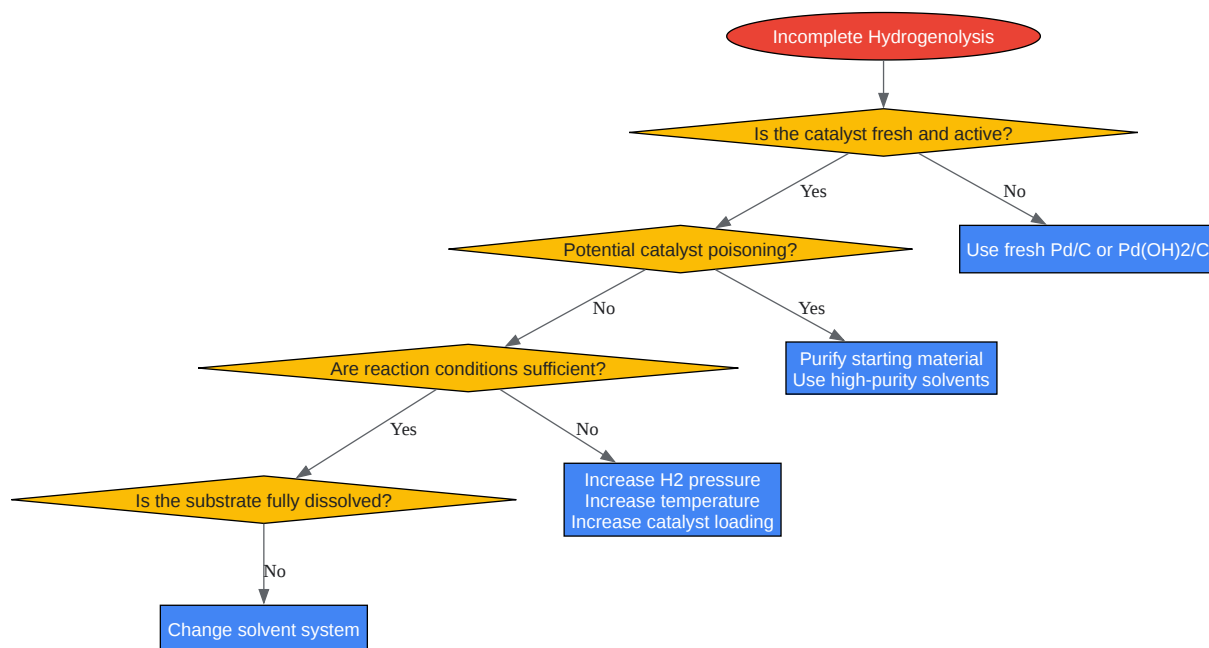 Incomplete Hydrogenolysis
Is the catalyst fresh and active?
Yes
No
Potential catalyst poisoning?
Use fresh Pd/C or Pd(OH)2/C
No
Yes
Are reaction conditions sufficient?
Purify starting material
Use high-purity solvents
Yes
No
Is the substrate fully dissolved?
Increase H2 pressure
Increase temperature
Increase catalyst loading
No
Change solvent system